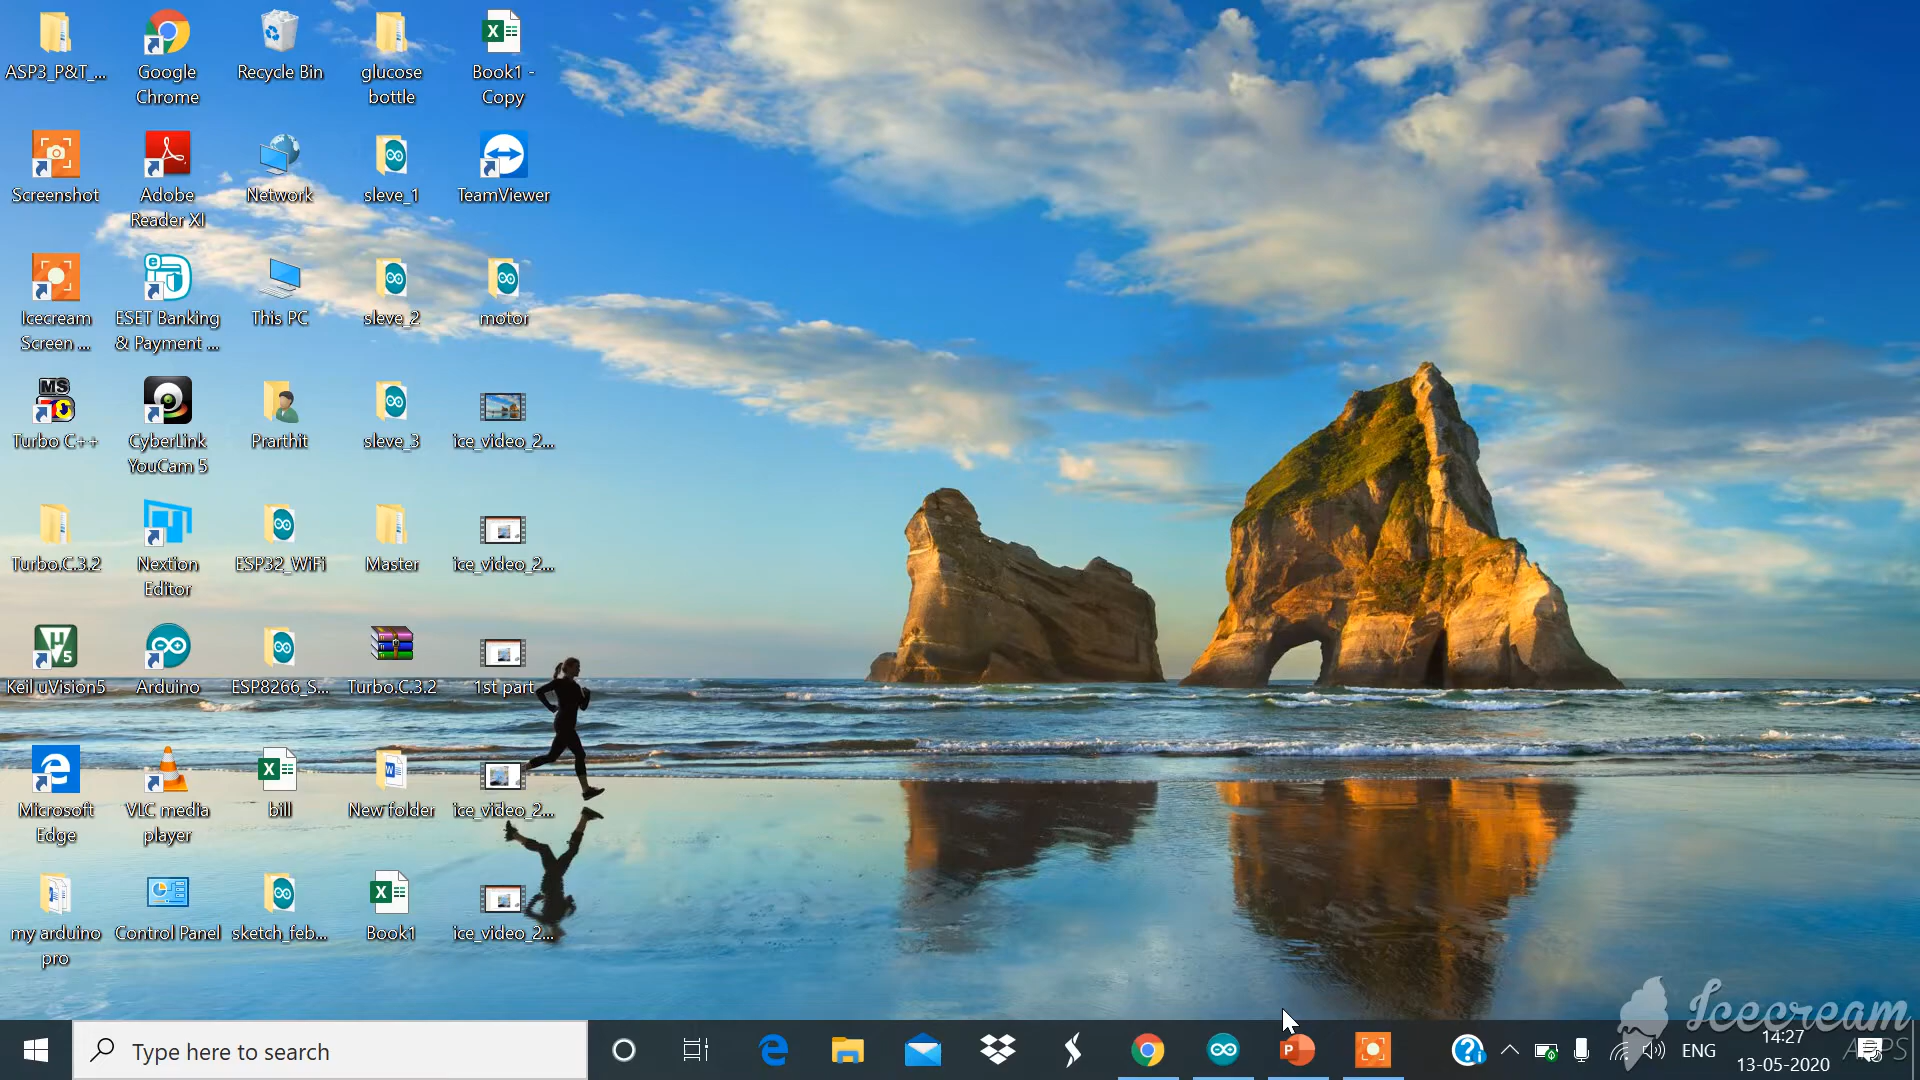 ASP3_P&T_...
Google
Chrome
Recycle Bin
glucose
bottle
Book1 -
Copy
Screenshot
Adobe
Reader XI
Network
sleve_1
TeamViewer
Icecream
Screen ...
ESET Banking
& Payment ...
This PC
sleve_2
motor
MS
Turbo C++
CyberLink
YouCam 5
Prarthit
sleve_3
ice_video_2....
Turbo.C.3.2
Nextion
Editor
ESP32_WiFi
Master
ice_video_2....
Keil uVision5
Arduino
ESP8266_S...
Turbo.C.3.2
1st part
Microsoft
Edge
VLC media
player
bill
New folder
ice_video_2....
my arduino
pro
Control Panel
sketch_feb...
Book1
ice_video_2....
Icecream
APPS
Type here to search
ENG
14:27
13-05-2020